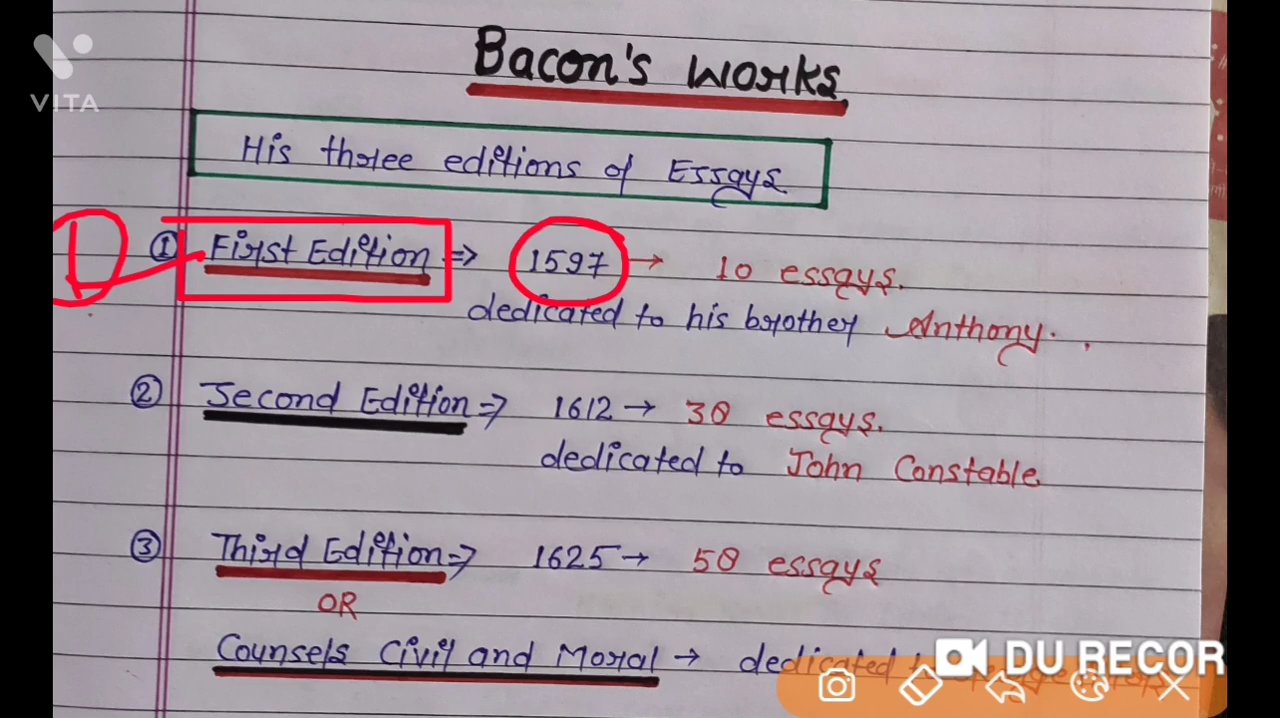 VITA
Bacon's works
His three editions of Essays
① First Edition ⇒ 1597 → 10 essays.
dedicated to his brother Anthony.
② Second Edition ⇒ 1612 → 38 essays.
dedicated to John Constable
③ Third Edition ⇒ 1625 → 58 essays
OR
Counsels Civil and Moral → dedicated
DU RECOR